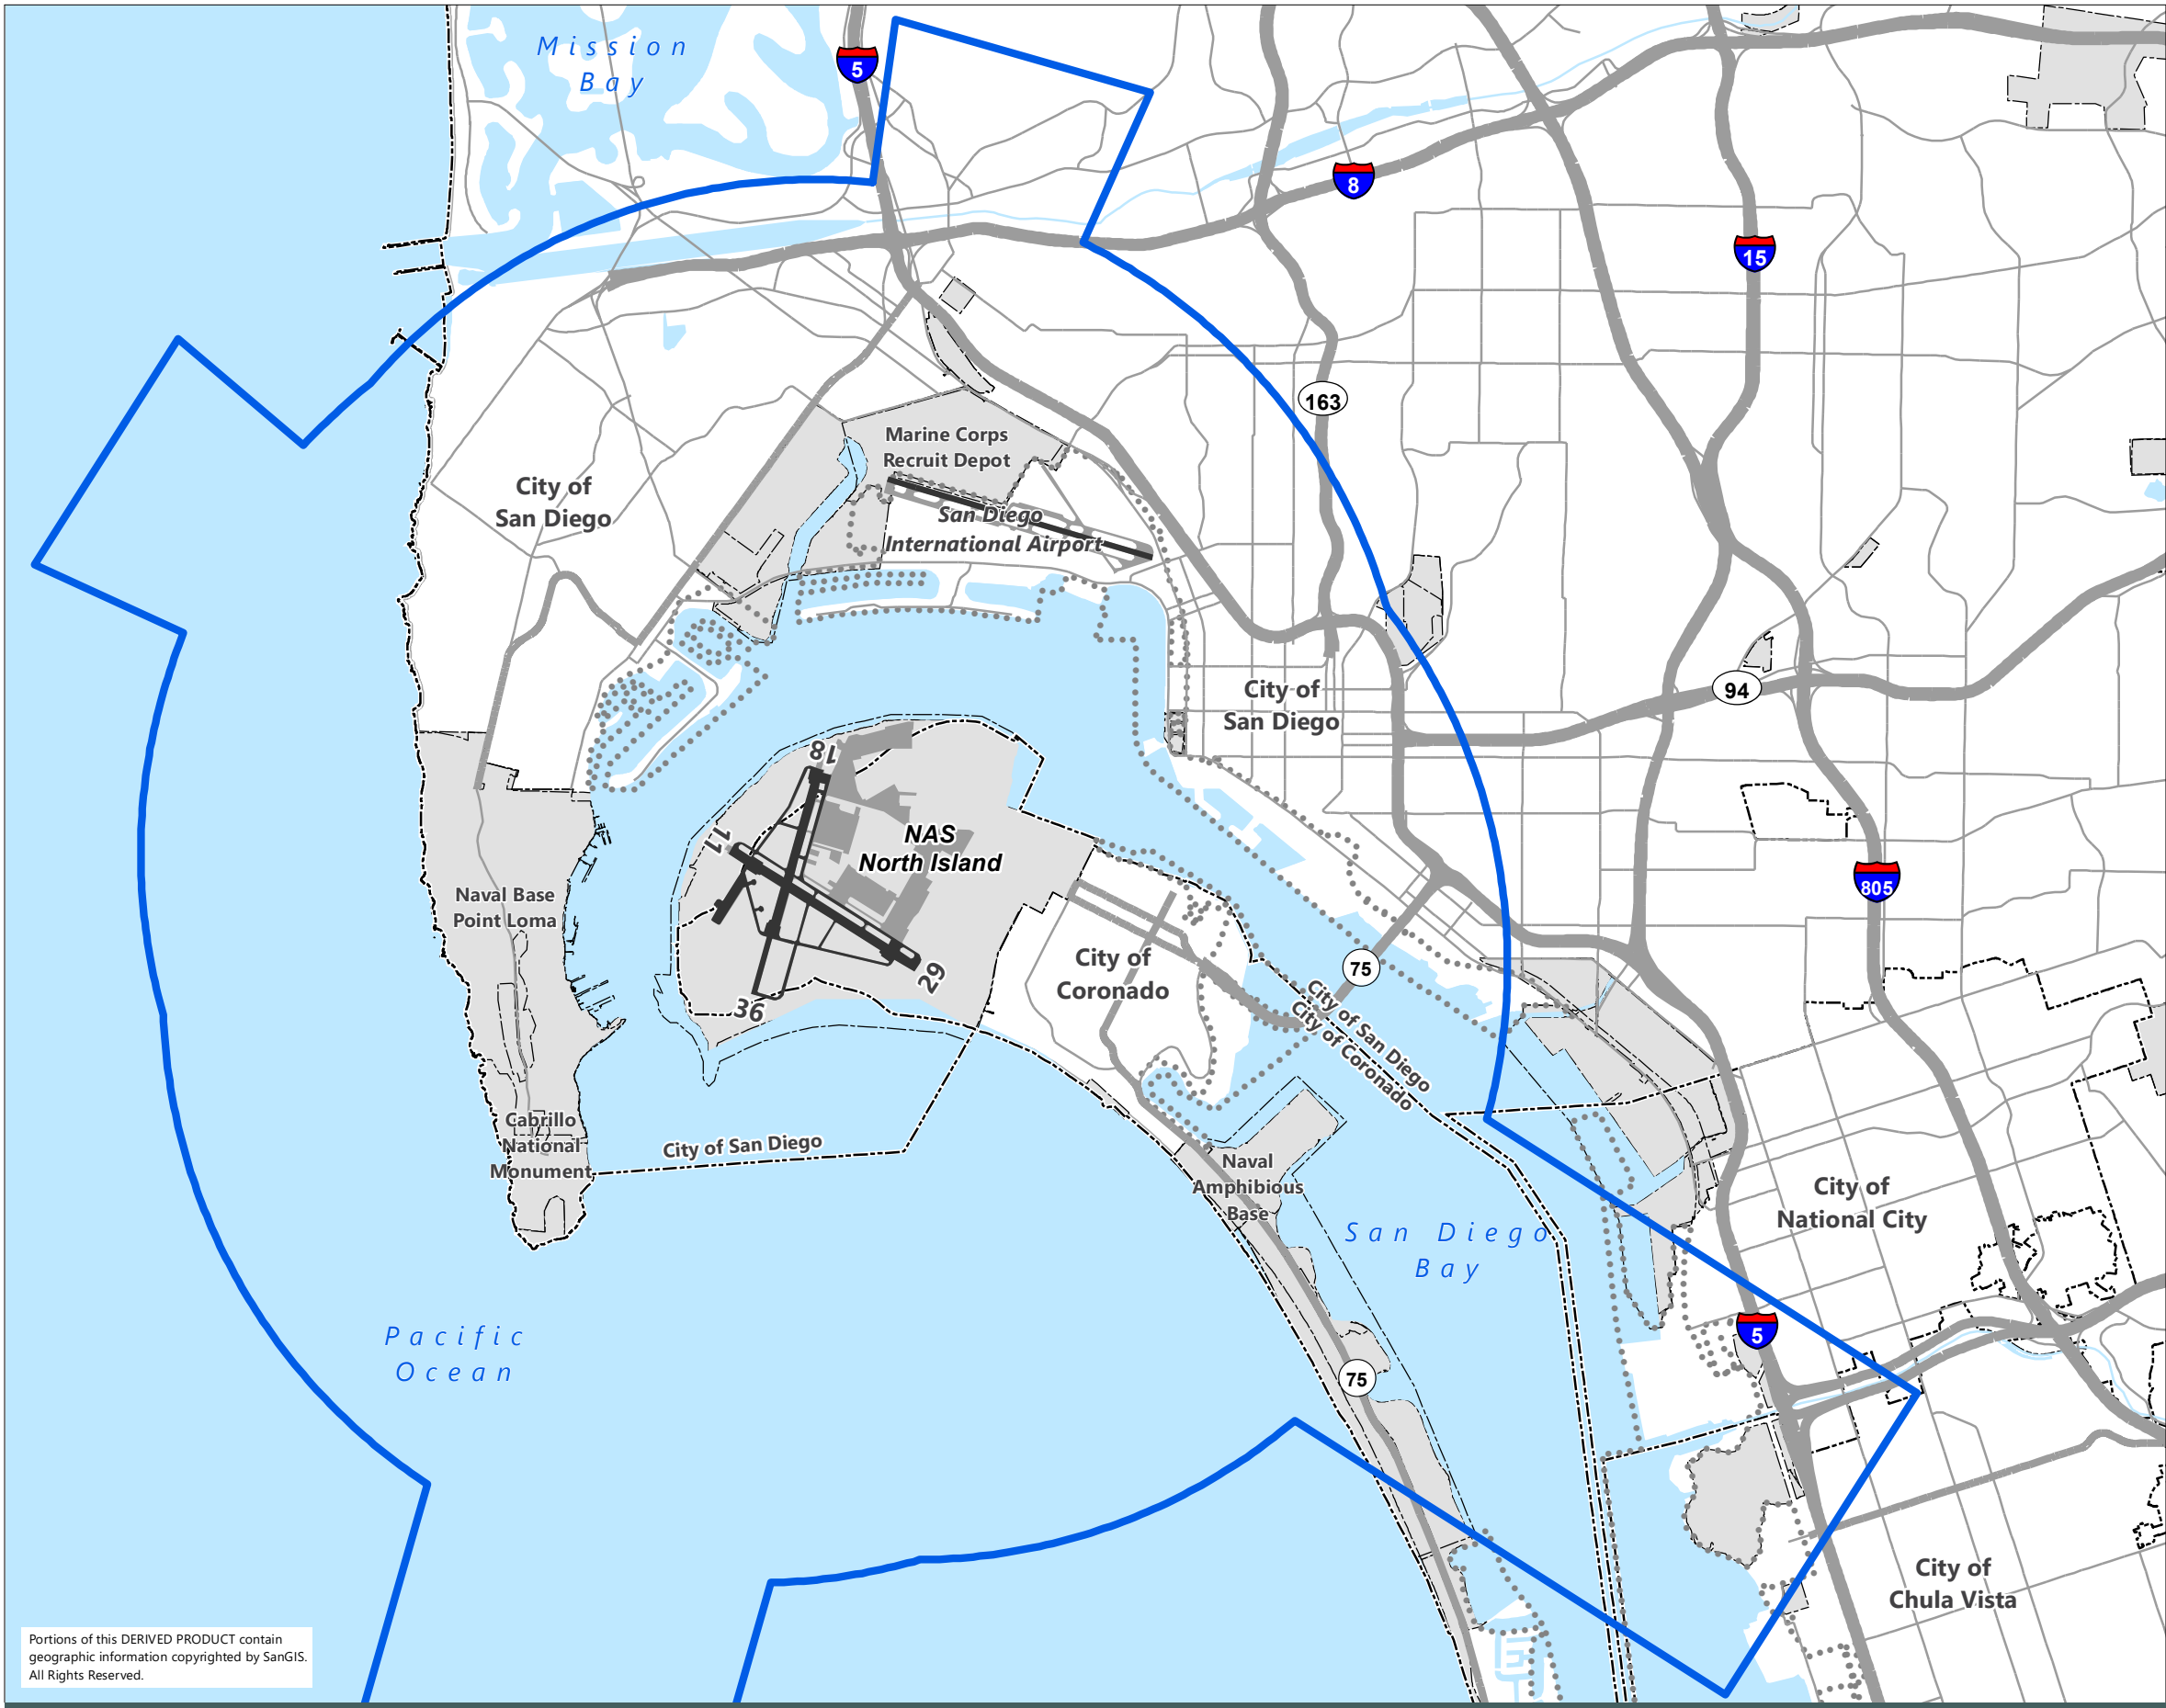 Mission
Bay
5
8
15
163
Marine Corps
Recruit Depot
City of
San Diego
San Diego
International Airport
City of
San Diego
94
18
11
NAS
North Island
29
36
805
Naval Base
Point Loma
City of
Coronado
75
City of San Diego
City of Coronado
Cabrillo
National
Monument
City of San Diego
Naval
Amphibious
Base
San Diego
Bay
City of
National City
5
Pacific
Ocean
75
City of
Chula Vista
Portions of this DERIVED PRODUCT contain
geographic information copyrighted by SanGIS.
All Rights Reserved.